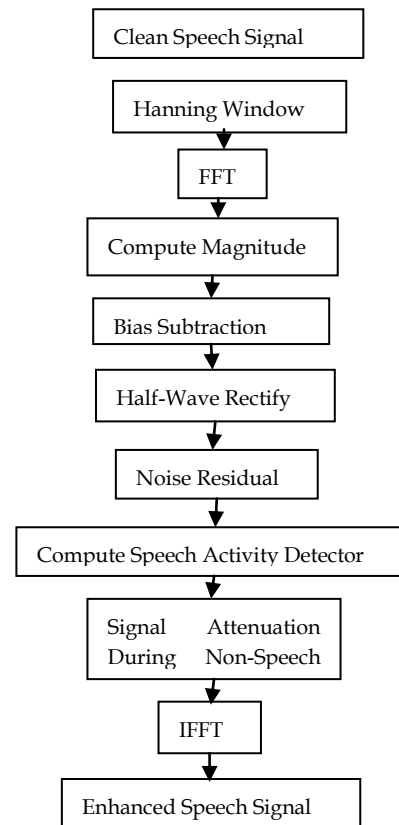 Clean Speech Signal
Hanning Window
FFT
Compute Magnitude
Bias Subtraction
Half-Wave Rectify
Noise Residual
Compute Speech Activity Detector
Signal Attenuation
During Non-Speech
IFFT
Enhanced Speech Signal